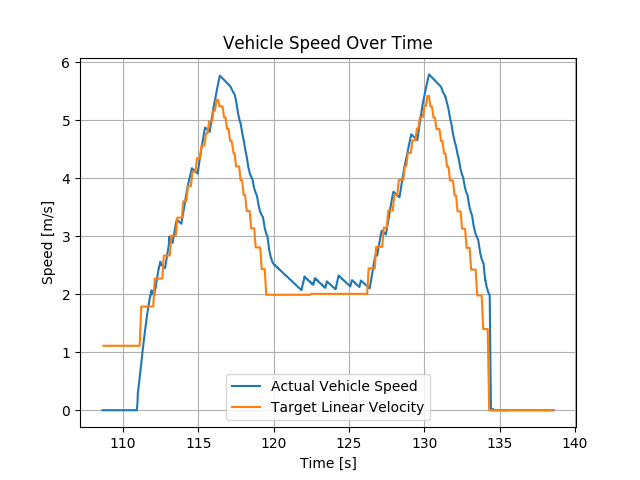 Vehicle Speed Over Time
Speed [m/s]
6
5
4
3
2
1
0
Actual Vehicle Speed
Target Linear Velocity
110 115 120 125 130 135 140
Time [s]